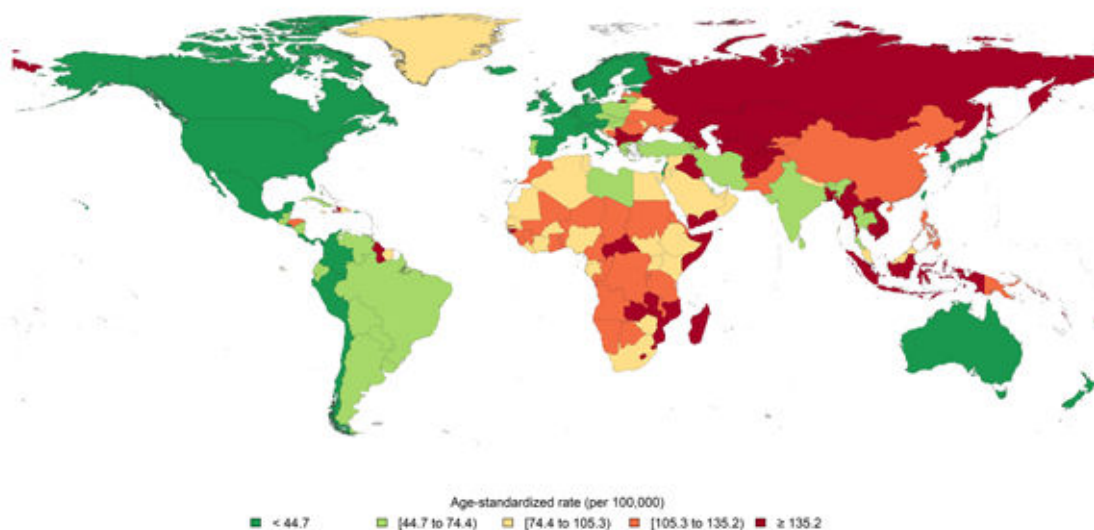 Age-standardized rate (per 100,000)
< 44.7 [44.7 to 74.4) [74.4 to 105.3) [105.3 to 135.2) ≥ 135.2